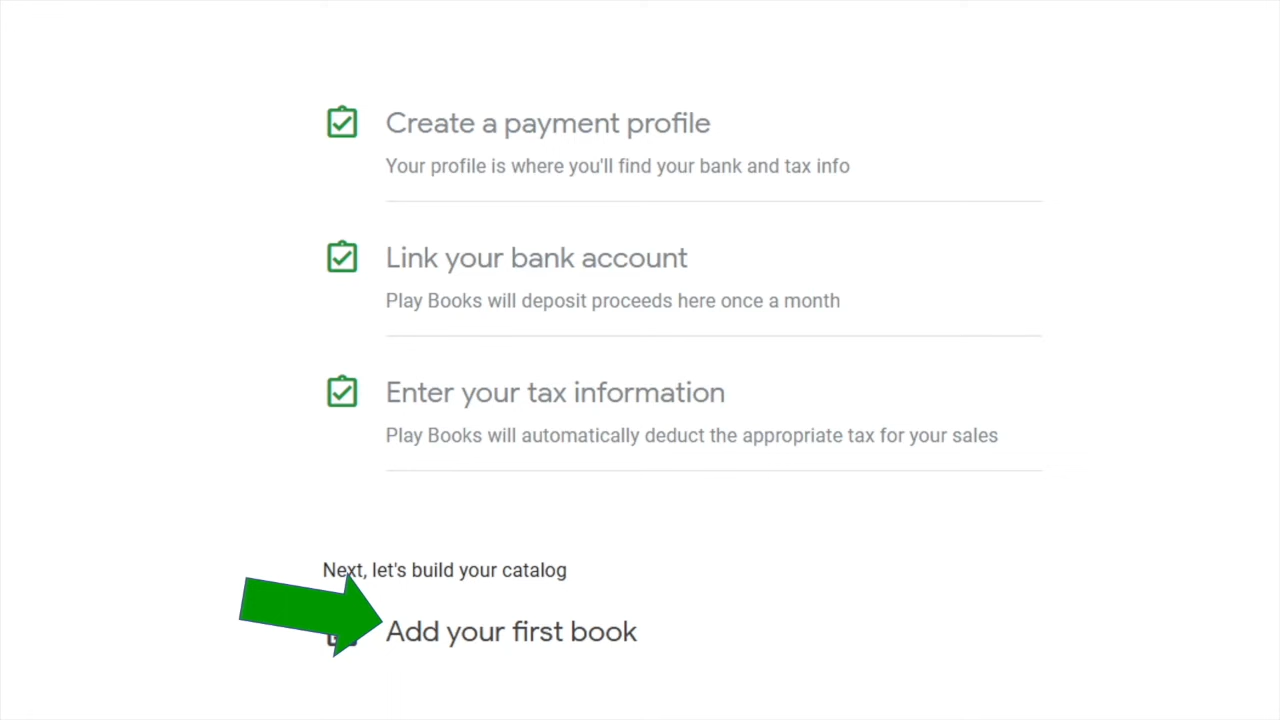 Create a payment profile
Your profile is where you'll find your bank and tax info
Link your bank account
Play Books will deposit proceeds here once a month
Enter your tax information
Play Books will automatically deduct the appropriate tax for your sales
Next, let's build your catalog
Add your first book